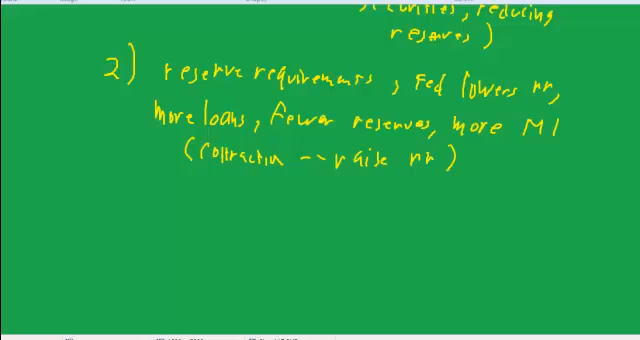 securities, reducing
reserves)
2) reserve requirements, Fed lowers rr,
more loans, fewer reserves, more M1
(contraction -- raise rr)